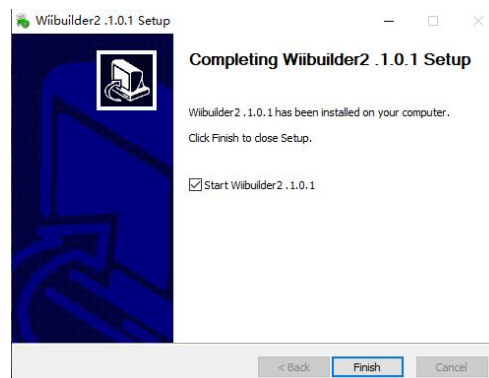 Wiibuilder2 .1.0.1 Setup
Completing Wiibuilder2 .1.0.1 Setup
Wiibuilder2 .1.0.1 has been installed on your computer.
Click Finish to close Setup.
Start Wiibuilder2 .1.0.1
< Back Finish Cancel